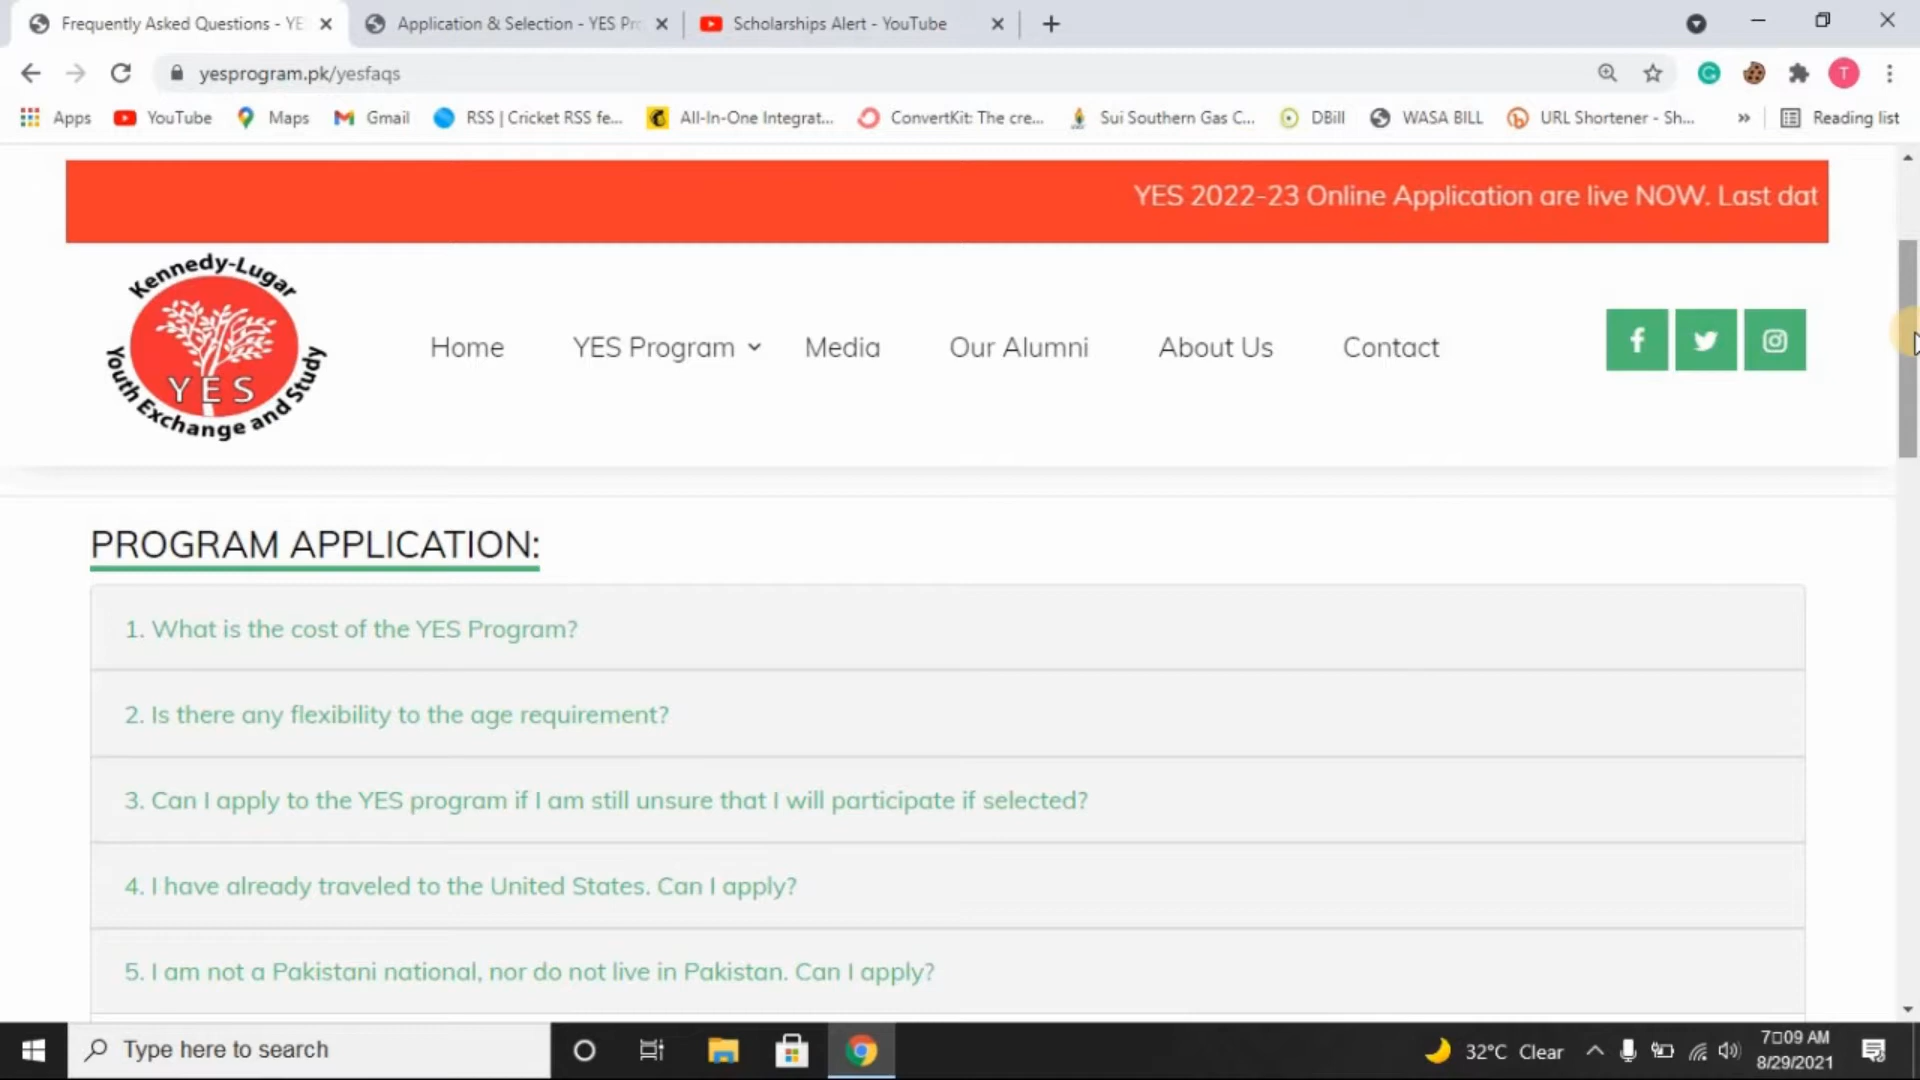 Frequently Asked Questions - YE
Application & Selection - YES Pr
Scholarships Alert - YouTube
yesprogram.pk/yesfaqs
T
Apps
YouTube
Maps
Gmail
RSS | Cricket RSS fe...
All-In-One Integrat...
ConvertKit: The cre...
Sui Southern Gas C...
DBill
WASA BILL
URL Shortener - Sh...
»
Reading list
YES 2022-23 Online Application are live NOW. Last dat
Kennedy-Lugar
YES
Youth Exchange and Study
Home
YES Program
Media
Our Alumni
About Us
Contact
PROGRAM APPLICATION:
1. What is the cost of the YES Program?
2. Is there any flexibility to the age requirement?
3. Can I apply to the YES program if I am still unsure that I will participate if selected?
4. I have already traveled to the United States. Can I apply?
5. I am not a Pakistani national, nor do not live in Pakistan. Can I apply?
Type here to search
32°C Clear
7□09 AM
8/29/2021